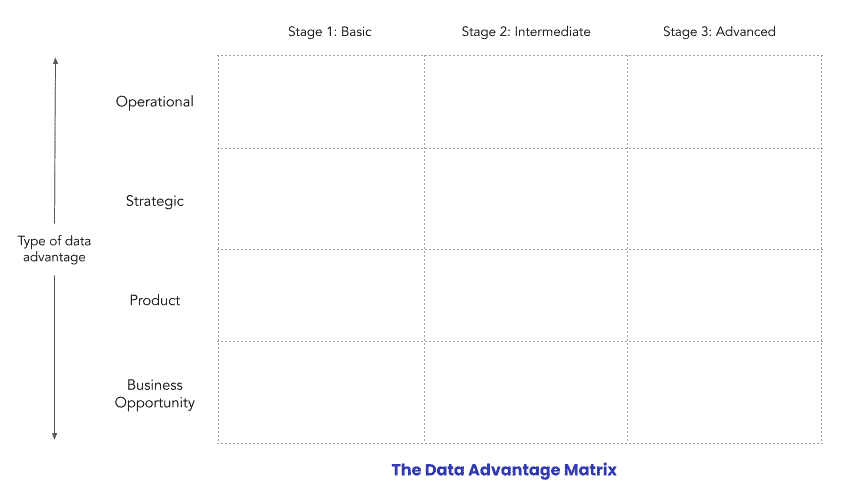 Stage 1: Basic
Stage 2: Intermediate
Stage 3: Advanced
Operational
Strategic
Type of data
advantage
Product
Business
Opportunity
The Data Advantage Matrix